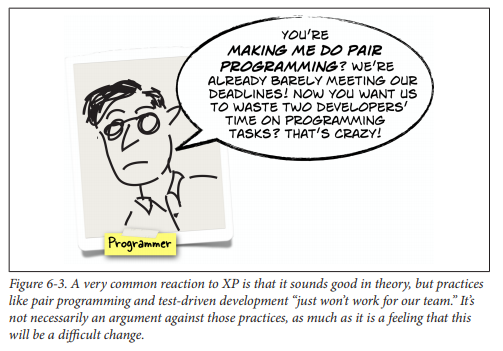 YOU'RE
MAKING ME DO PAIR
PROGRAMMING? WE'RE
ALREADY BARELY MEETING OUR
DEADLINES! NOW YOU WANT US
TO WASTE TWO DEVELOPERS'
TIME ON PROGRAMMING
TASKS? THAT'S CRAZY!
Programmer
Figure 6-3. A very common reaction to XP is that it sounds good in theory, but practices
like pair programming and test-driven development “just won’t work for our team.” It’s
not necessarily an argument against those practices, as much as it is a feeling that this
will be a difficult change.